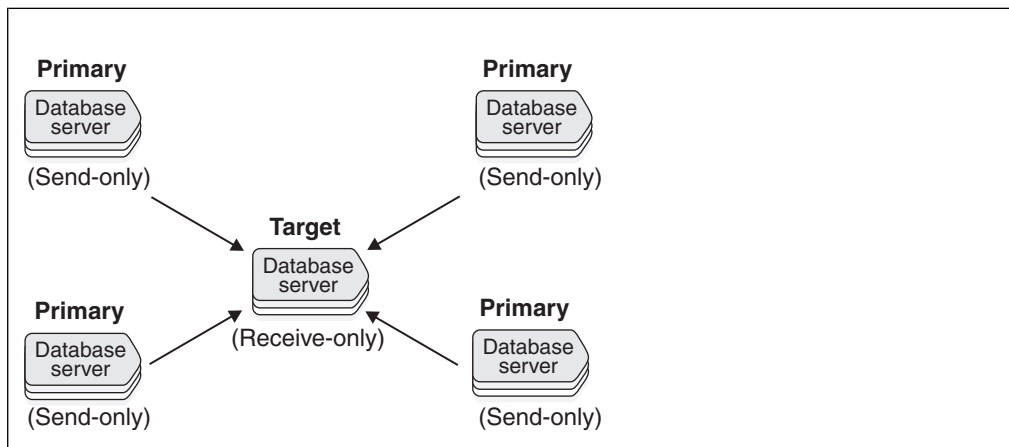 Primary
Database
server
(Send-only)
Primary
Database
server
(Send-only)
Target
Database
server
(Receive-only)
Primary
Database
server
(Send-only)
Primary
Database
server
(Send-only)